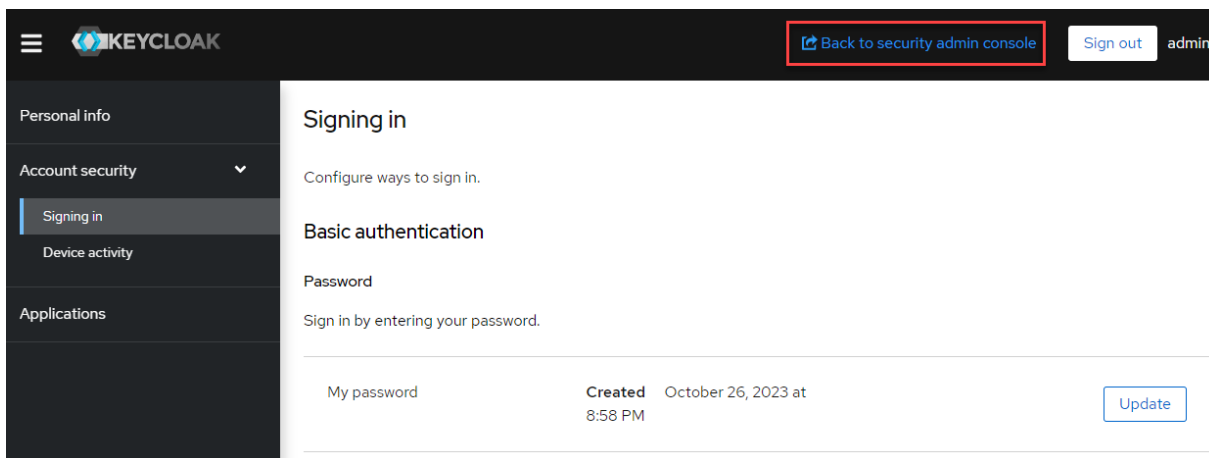 KEYCLOAK
Back to security admin console
Sign out
admin
Personal info
Account security
Signing in
Device activity
Applications
Signing in
Configure ways to sign in.
Basic authentication
Password
Sign in by entering your password.
My password
Created October 26, 2023 at
8:58 PM
Update